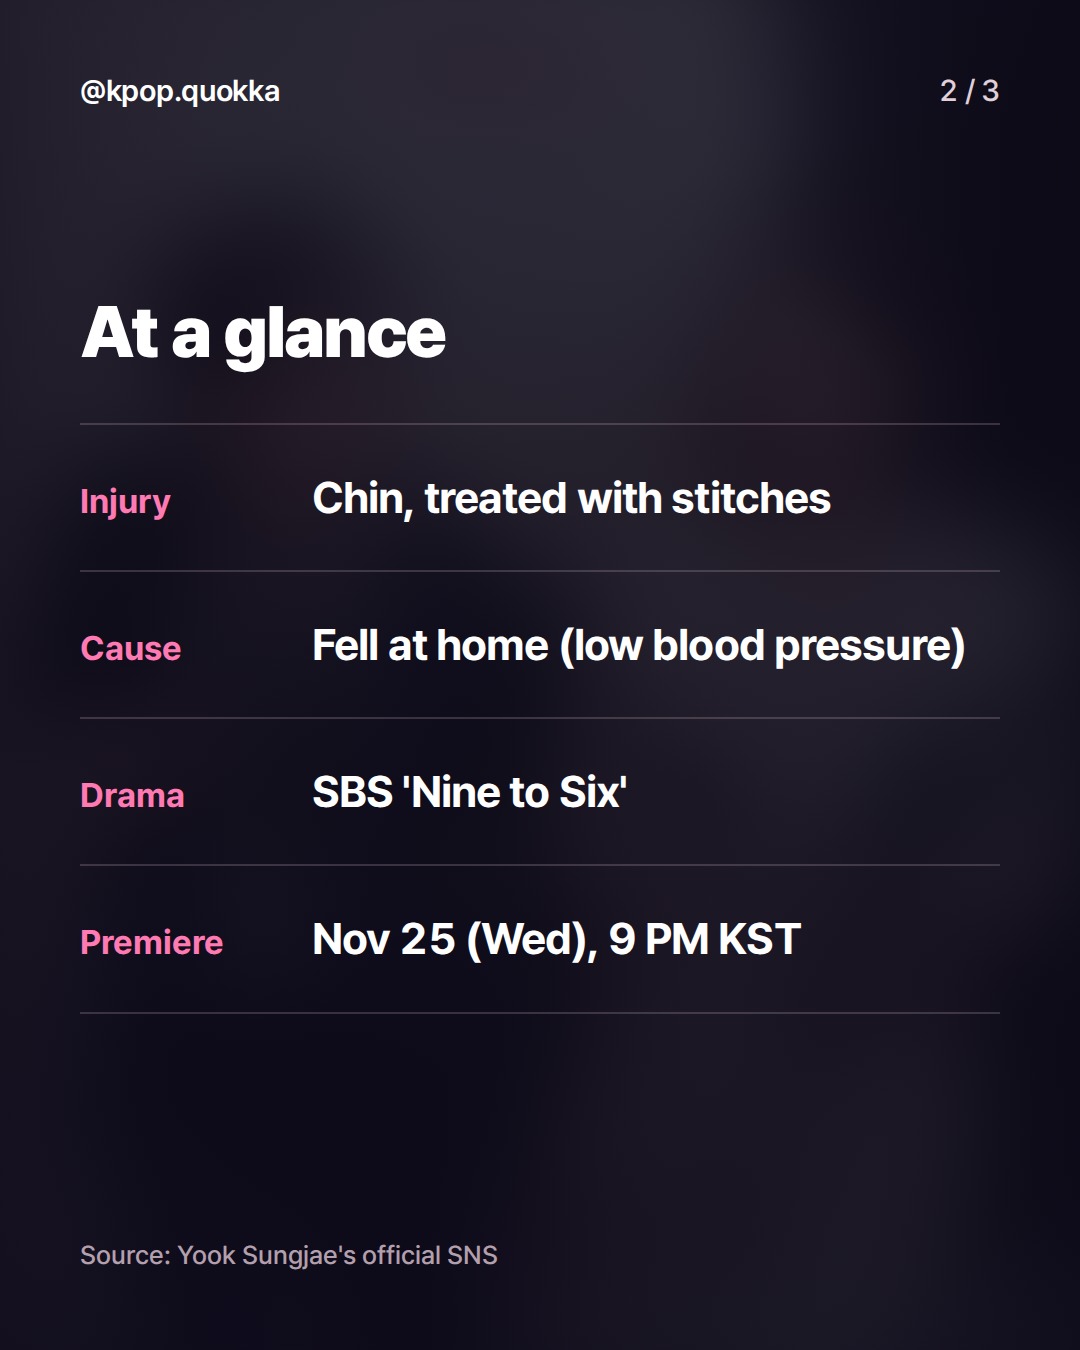 @kpop.quokka
2 / 3
At a glance
Injury
Chin, treated with stitches
Cause
Fell at home (low blood pressure)
Drama
SBS 'Nine to Six'
Premiere
Nov 25 (Wed), 9 PM KST
Source: Yook Sungjae's official SNS